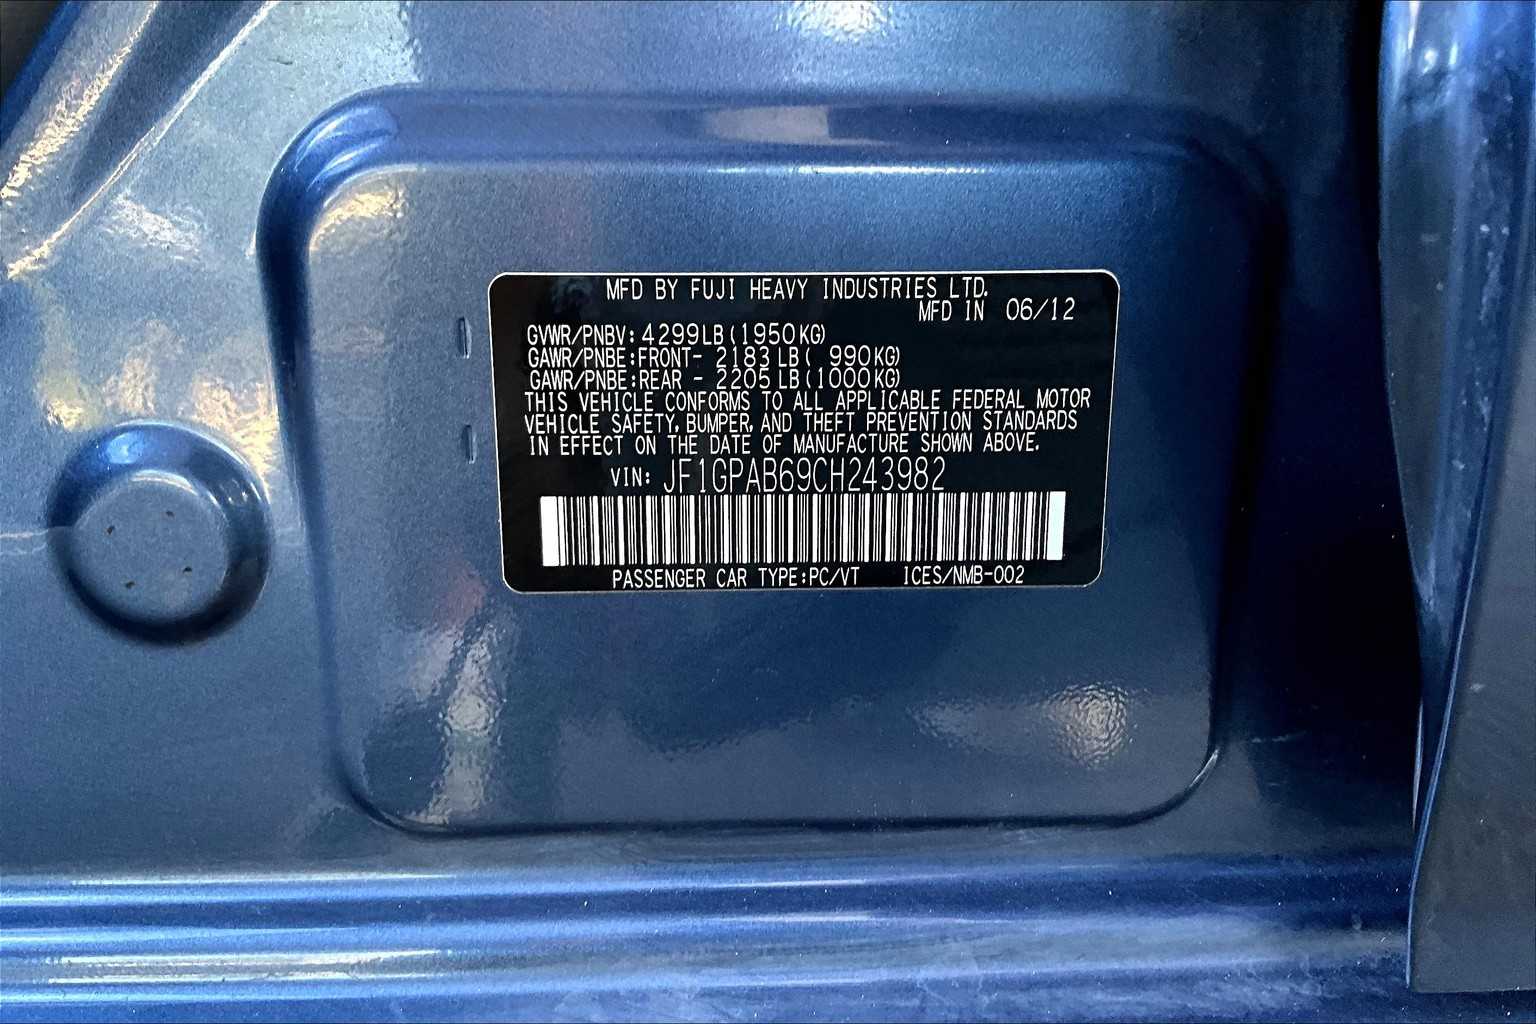 MFD BY FUJI HEAVY INDUSTRIES LTD.
MFD IN 06/12
GVWR/PNBV: 4299LB(1950KG)
GAWR/PNBE:FRONT- 2183 LB( 990KG)
GAWR/PNBE:REAR - 2205 LB(1000KG)
THIS VEHICLE CONFORMS TO ALL APPLICABLE FEDERAL MOTOR
VEHICLE SAFETY, BUMPER, AND THEFT PREVENTION STANDARDS
IN EFFECT ON THE DATE OF MANUFACTURE SHOWN ABOVE.
VIN: JF1GPAB69CH243982
PASSENGER CAR TYPE:PC/VT ICES/NMB-002